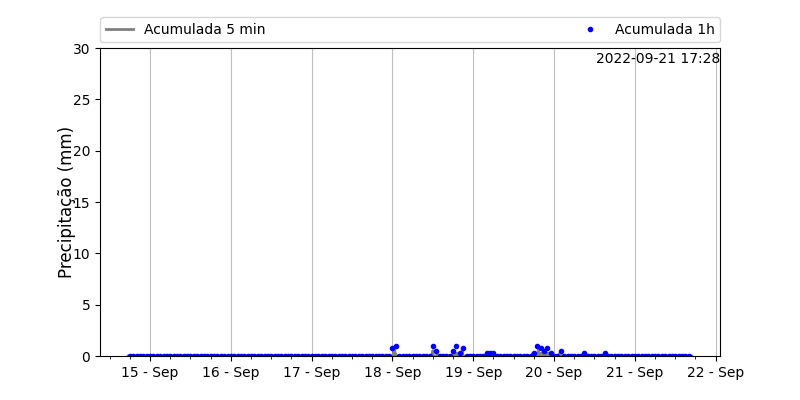 Acumulada 5 min
Acumulada 1h
2022-09-21 17:28
Precipitação (mm)
30
25
20
15
10
5
0
15 - Sep
16 - Sep
17 - Sep
18 - Sep
19 - Sep
20 - Sep
21 - Sep
22 - Sep